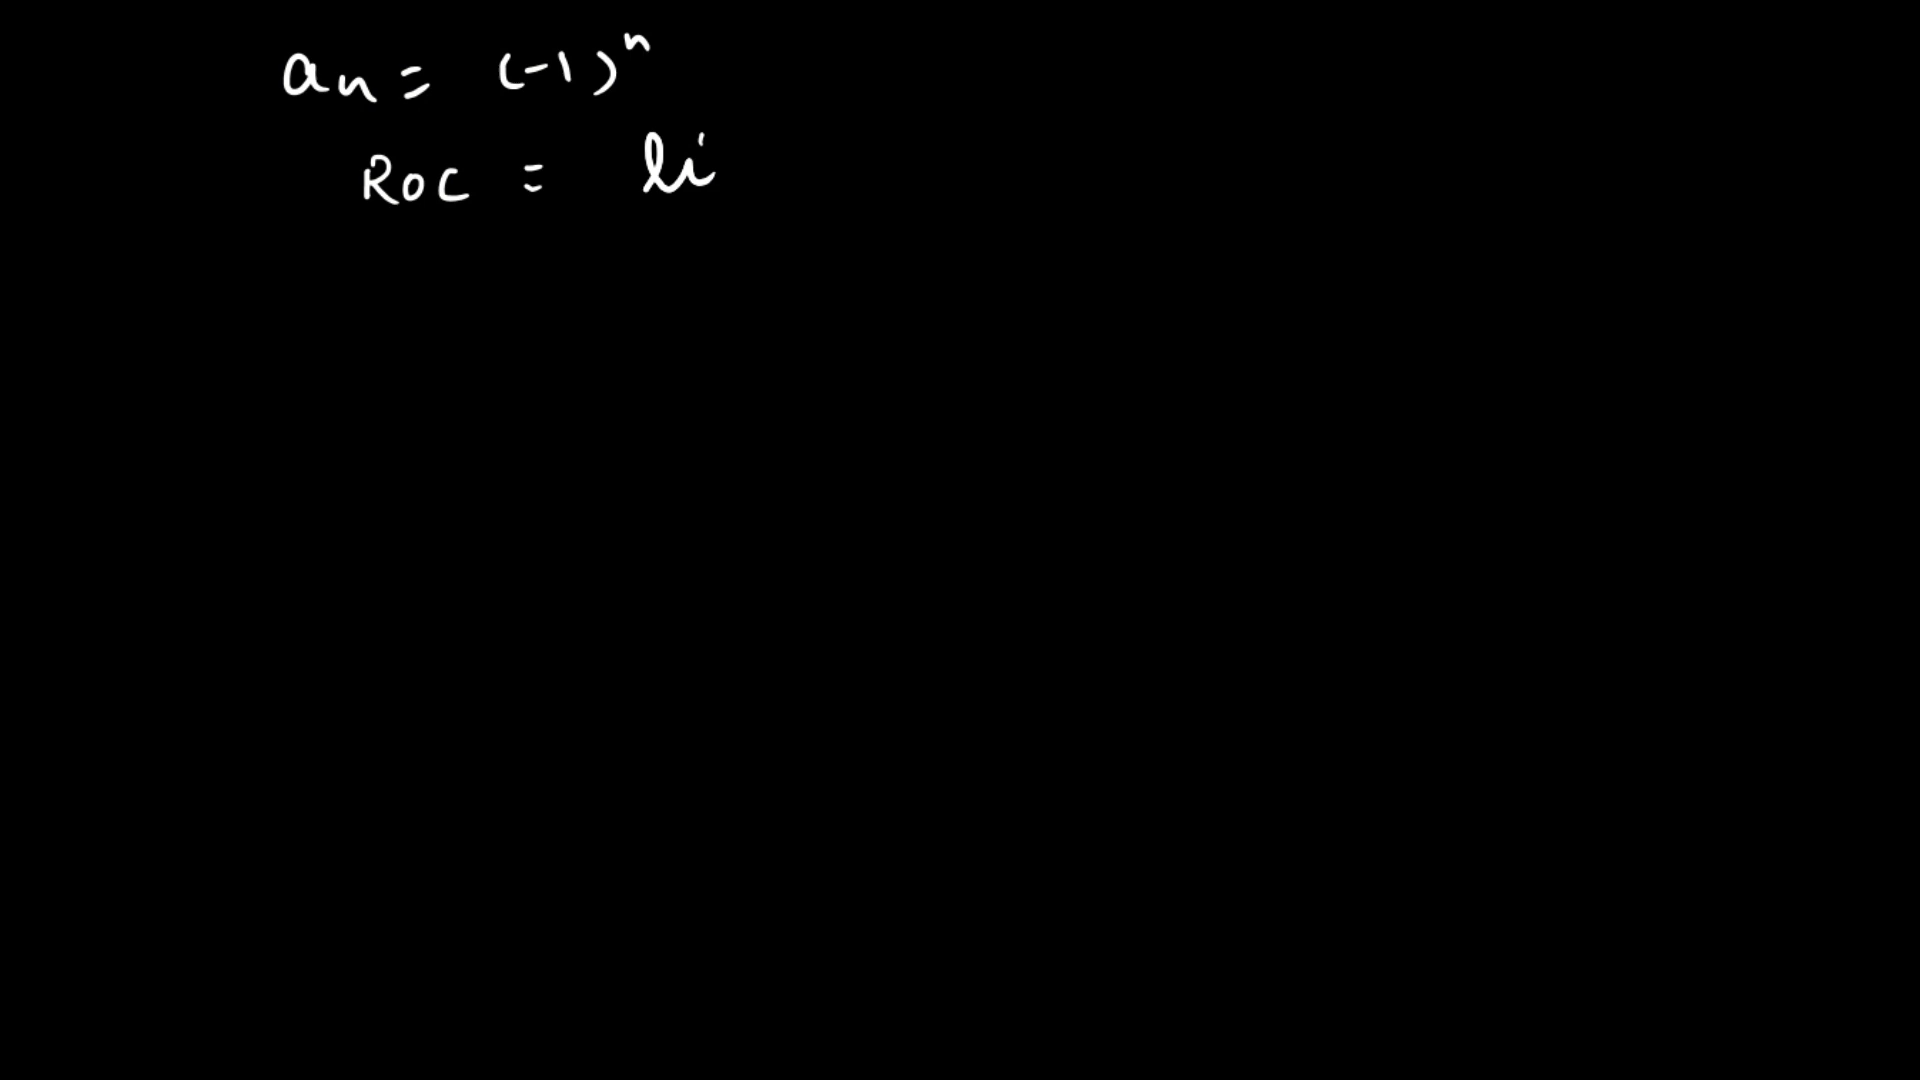 an = (-1)^n
ROC = li